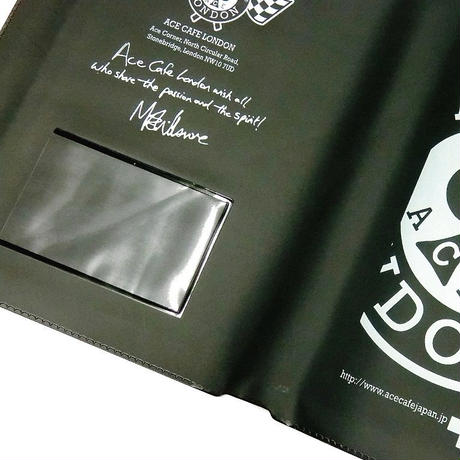 LONDON
ACE CAFE LONDON
Ace Corner, North Circular Road,
Stonebridge, London NW10 7UD
Ace Cafe London wish all
who share the passion and the spirit!
http://www.acecafejapan.jp